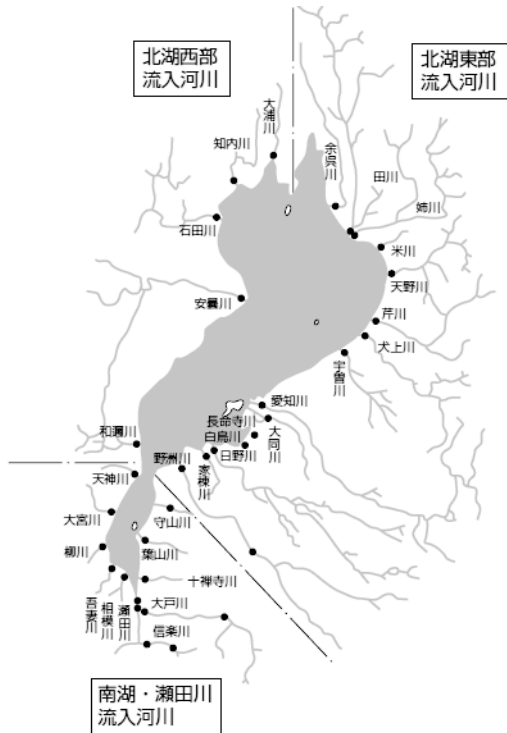 北湖西部
流入河川
北湖東部
流入河川
大浦川
知内川
余呉川
田川
姉川
石田川
米川
天野川
安曇川
芹川
犬上川
宇曽川
愛知川
長命寺川
白鳥川
大同川
日野川
和邇川
野洲川
家棟川
天神川
大宮川
守山川
柳川
葉山川
十禅寺川
吾妻川
相模川
瀬田川
大戸川
信楽川
南湖・瀬田川
流入河川